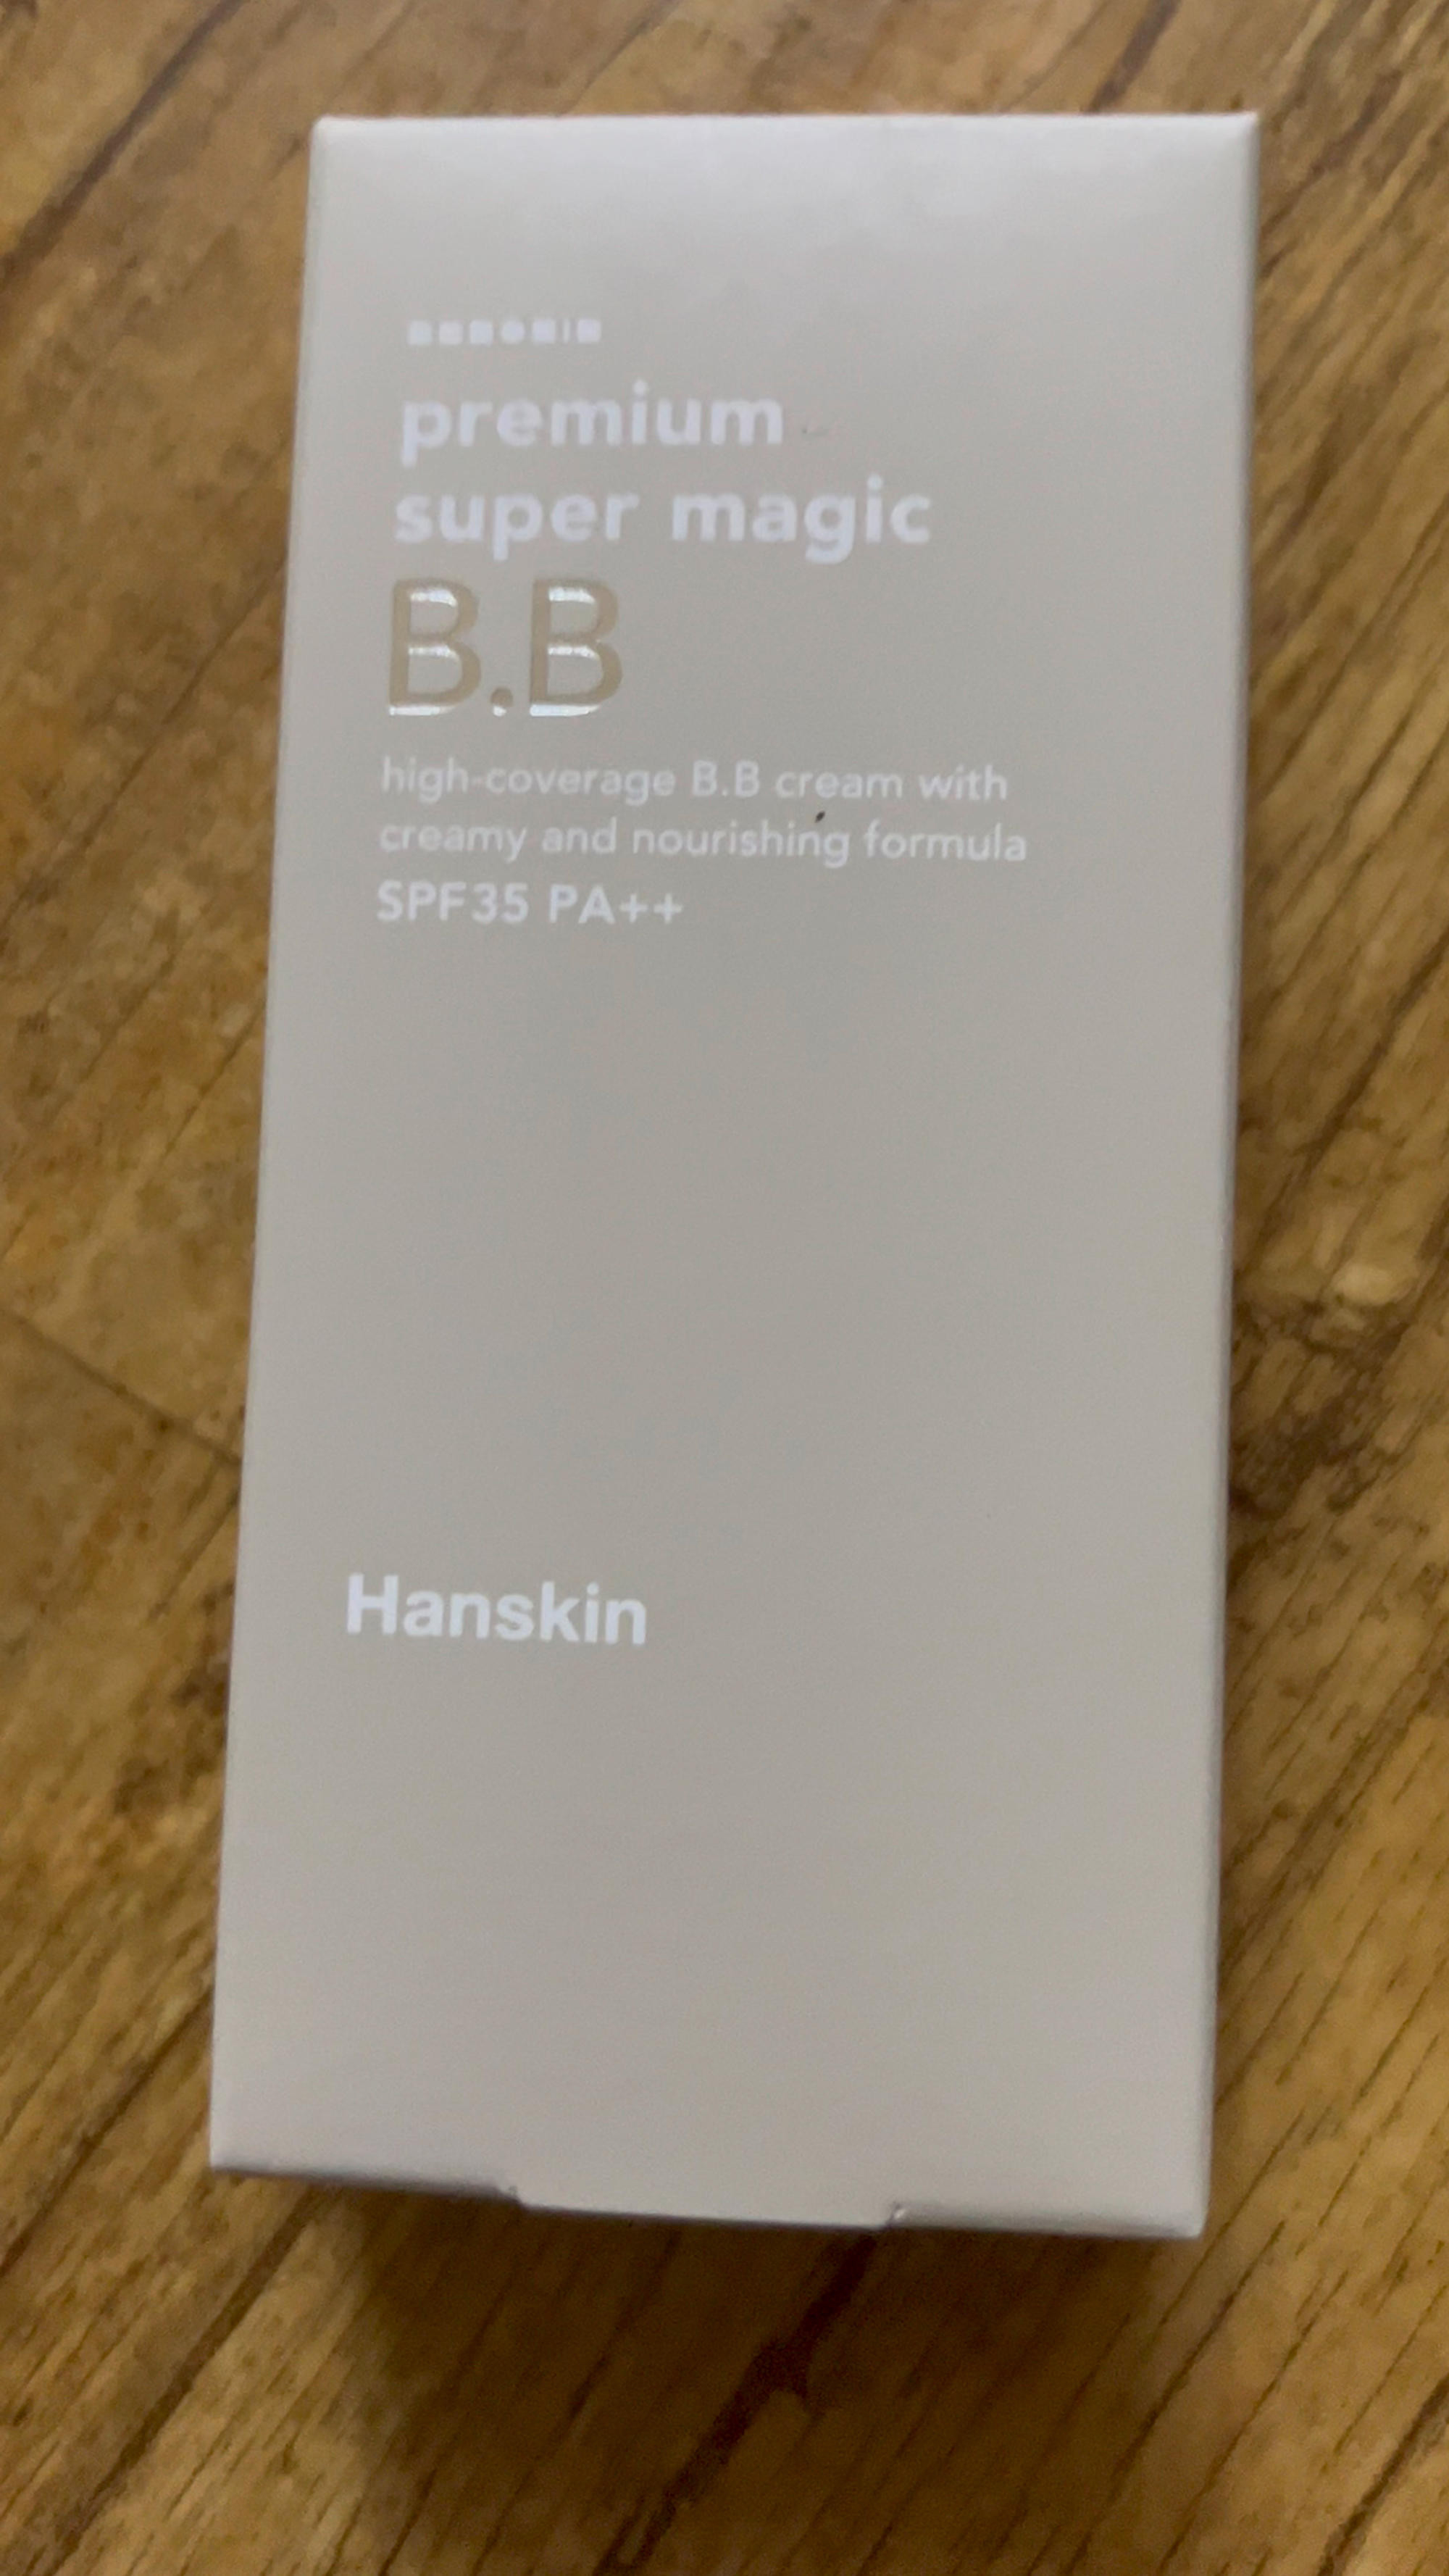 premium
super magic
B.B
high-coverage B.B cream with
creamy and nourishing formula
SPF35 PA++
Hanskin